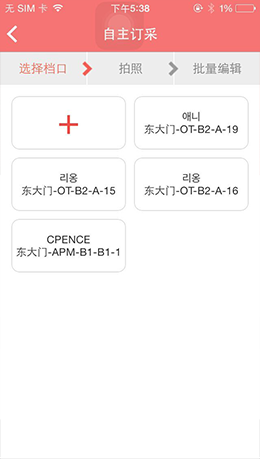 无 SIM 卡 下午5:38 1%
自主订采
选择档口 拍照 批量编辑
애니
东大门-OT-B2-A-19
리옹
东大门-OT-B2-A-15
리옹
东大门-OT-B2-A-16
CPENCE
东大门-APM-B1-B1-1